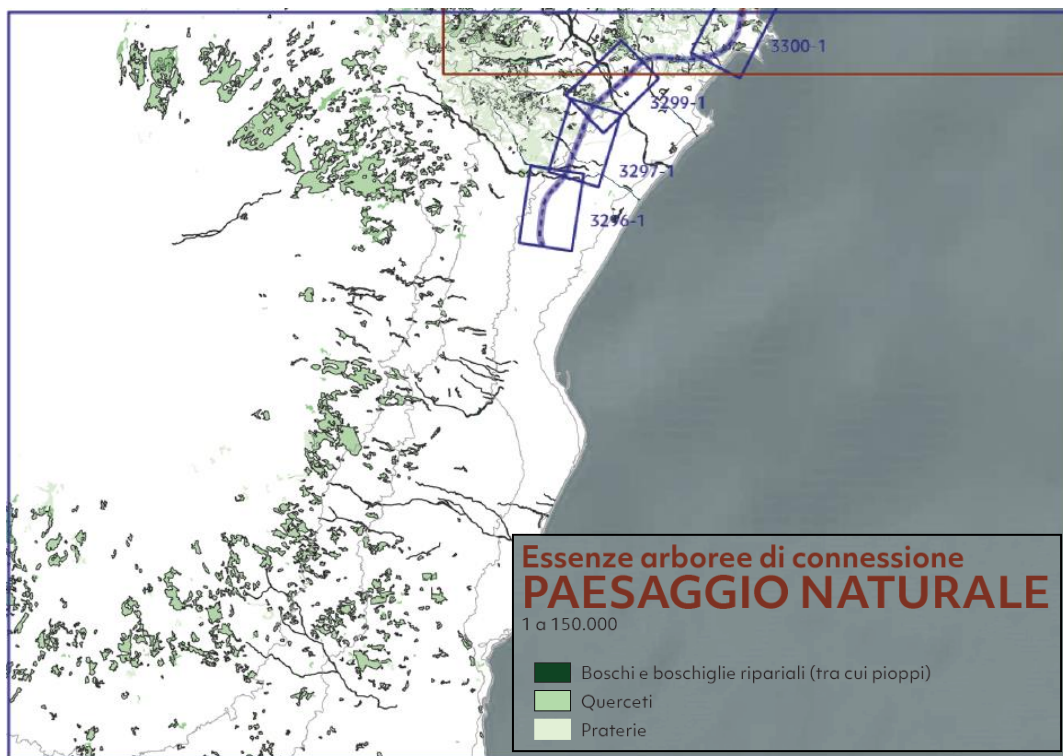 3300-1
3299-1
3297-1
3296-1
Essenze arboree di connessione
PAESAGGIO NATURALE
1 a 150.000
Boschi e boschiglie ripariali (tra cui pioppi)
Querceti
Praterie